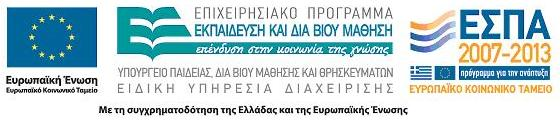 Ευρωπαϊκή Ένωση
Ευρωπαϊκό Κοινωνικό Ταμείο
ΕΠΙΧΕΙΡΗΣΙΑΚΟ ΠΡΟΓΡΑΜΜΑ
ΕΚΠΑΙΔΕΥΣΗ ΚΑΙ ΔΙΑ ΒΙΟΥ ΜΑΘΗΣΗ
επένδυση στην κοινωνία της γνώσης
ΥΠΟΥΡΓΕΙΟ ΠΑΙΔΕΙΑΣ, ΔΙΑ ΒΙΟΥ ΜΑΘΗΣΗΣ ΚΑΙ ΘΡΗΣΚΕΥΜΑΤΩΝ
ΕΙΔΙΚΗ ΥΠΗΡΕΣΙΑ ΔΙΑΧΕΙΡΙΣΗΣ
ΕΣΠΑ
2007-2013
πρόγραμμα για την ανάπτυξη
ΕΥΡΩΠΑΪΚΟ ΚΟΙΝΩΝΙΚΟ ΤΑΜΕΙΟ
Με τη συγχρηματοδότηση της Ελλάδας και της Ευρωπαϊκής Ένωσης